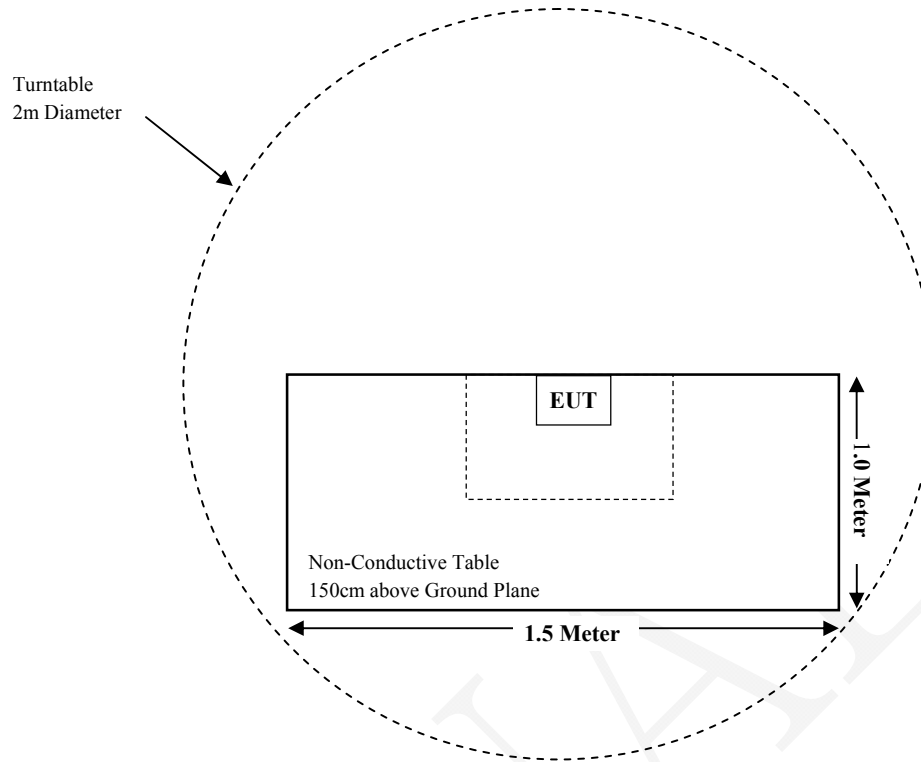 Turntable
2m Diameter
EUT
1.0 Meter
Non-Conductive Table
150cm above Ground Plane
1.5 Meter